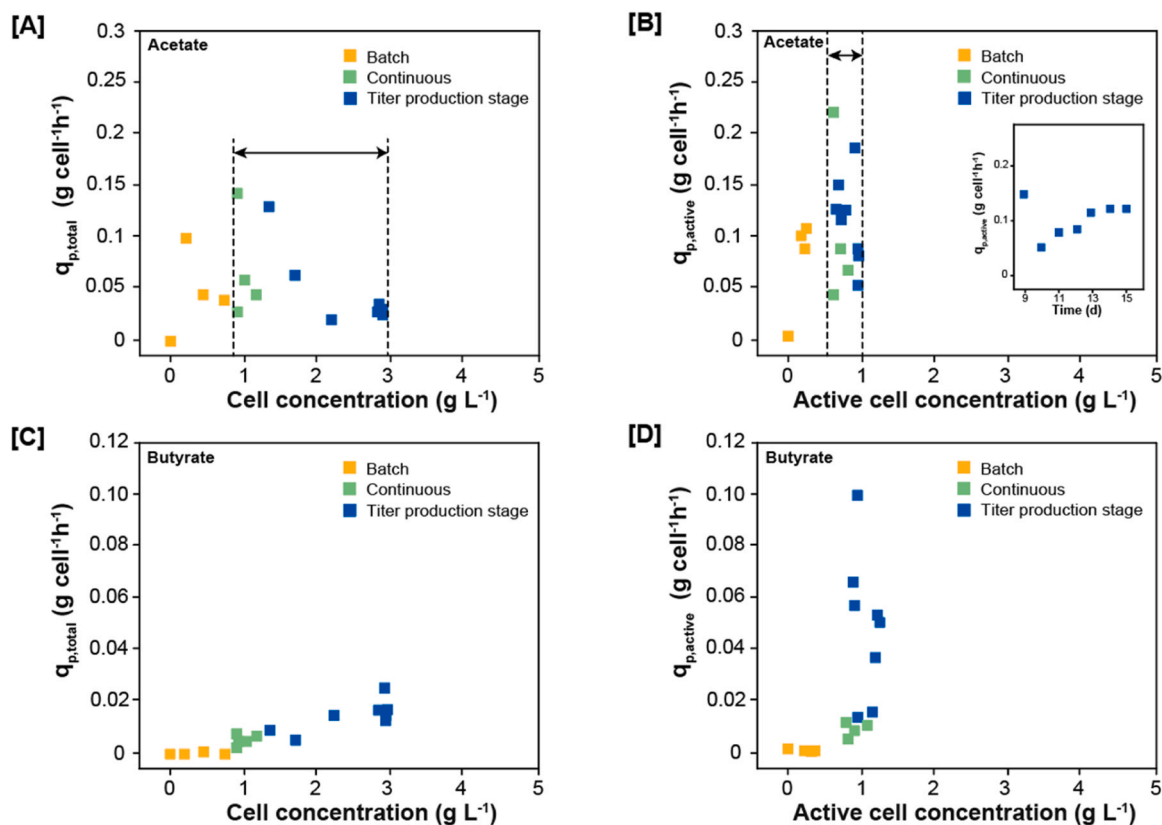 [A]
0.3
0.25
0.2
0.15
0.1
0.05
0
q_p,total (g cell⁻¹h⁻¹)
Acetate
Batch
Continuous
Titer production stage
0 1 2 3 4 5
Cell concentration (g L⁻¹)
[B]
0.3
0.25
0.2
0.15
0.1
0.05
0
q_p,active (g cell⁻¹h⁻¹)
Acetate
Batch
Continuous
Titer production stage
0.2
0.1
0
q_p,active (g cell⁻¹h⁻¹)
9 11 13 15
Time (d)
0 1 2 3 4 5
Active cell concentration (g L⁻¹)
[C]
0.12
0.10
0.08
0.06
0.04
0.02
0
q_p,total (g cell⁻¹h⁻¹)
Butyrate
Batch
Continuous
Titer production stage
0 1 2 3 4 5
Cell concentration (g L⁻¹)
[D]
0.12
0.10
0.08
0.06
0.04
0.02
0
q_p,active (g cell⁻¹h⁻¹)
Butyrate
Batch
Continuous
Titer production stage
0 1 2 3 4 5
Active cell concentration (g L⁻¹)